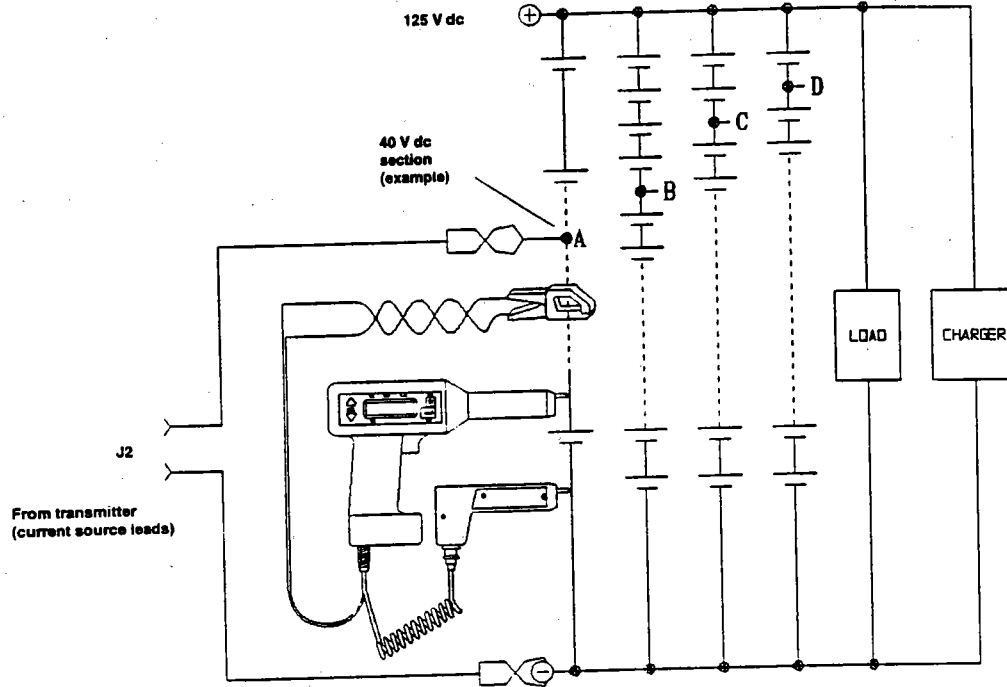 125 V dc
+
D
C
40 V dc
section
(example)
B
A
LOAD
CHARGER
J2
From transmitter
(current source leads)
−